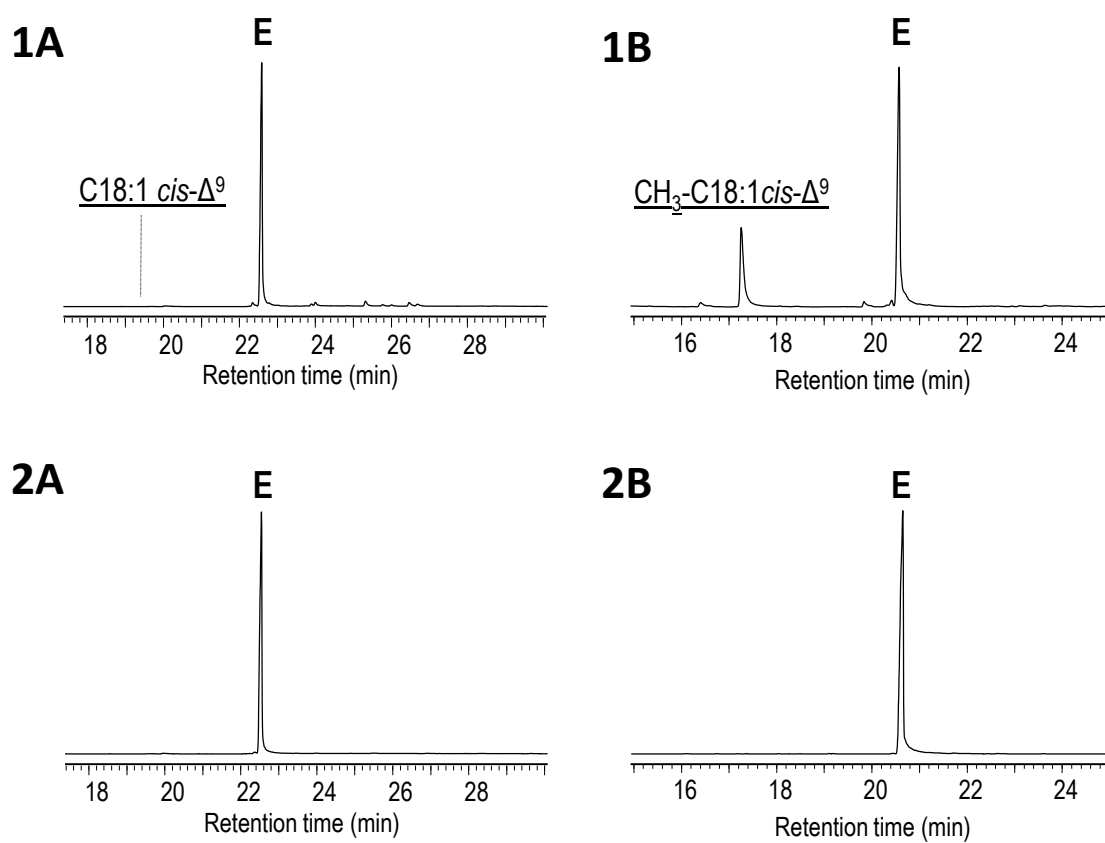 1A
E
C18:1 cis-Δ⁹
18 20 22 24 26 28
Retention time (min)
1B
E
CH₃-C18:1cis-Δ⁹
16 18 20 22 24
Retention time (min)
2A
E
18 20 22 24 26 28
Retention time (min)
2B
E
16 18 20 22 24
Retention time (min)